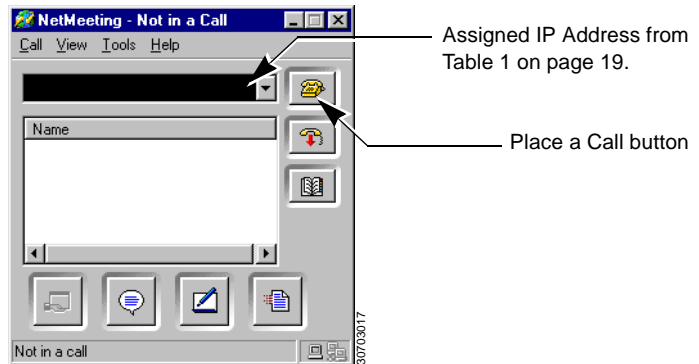 NetMeeting - Not in a Call
Call View Tools Help
Assigned IP Address from
Table 1 on page 19.
Name
Place a Call button
Not in a call
30703017